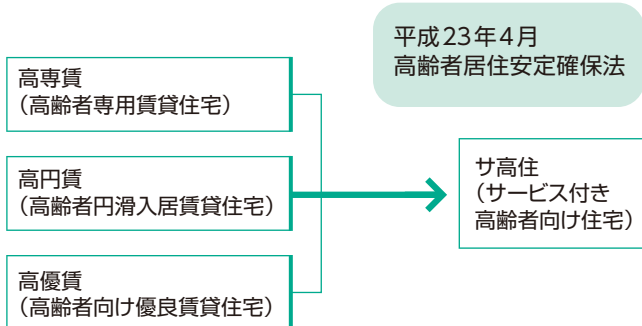 平成23年4月
高齢者居住安定確保法
高専賃
（高齢者専用賃貸住宅）
高円賃
（高齢者円滑入居賃貸住宅）
高優賃
（高齢者向け優良賃貸住宅）
サ高住
（サービス付き
高齢者向け住宅）